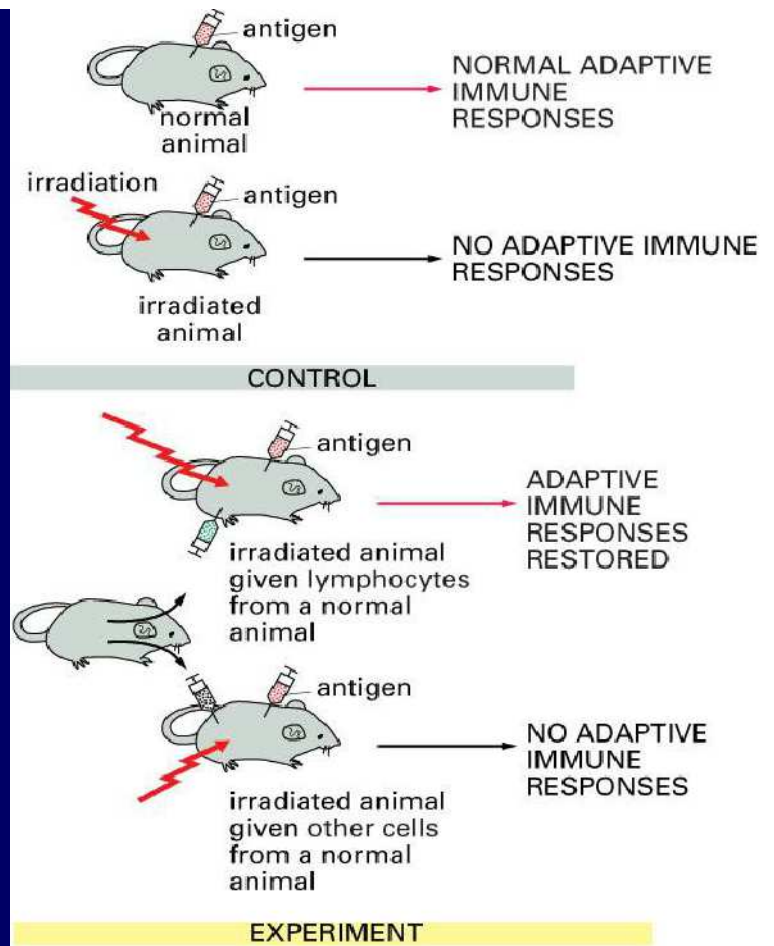 antigen
normal
animal
NORMAL ADAPTIVE
IMMUNE
RESPONSES
irradiation
antigen
irradiated
animal
NO ADAPTIVE IMMUNE
RESPONSES
CONTROL
antigen
irradiated animal
given lymphocytes
from a normal
animal
ADAPTIVE
IMMUNE
RESPONSES
RESTORED
antigen
irradiated animal
given other cells
from a normal
animal
NO ADAPTIVE
IMMUNE
RESPONSES
EXPERIMENT